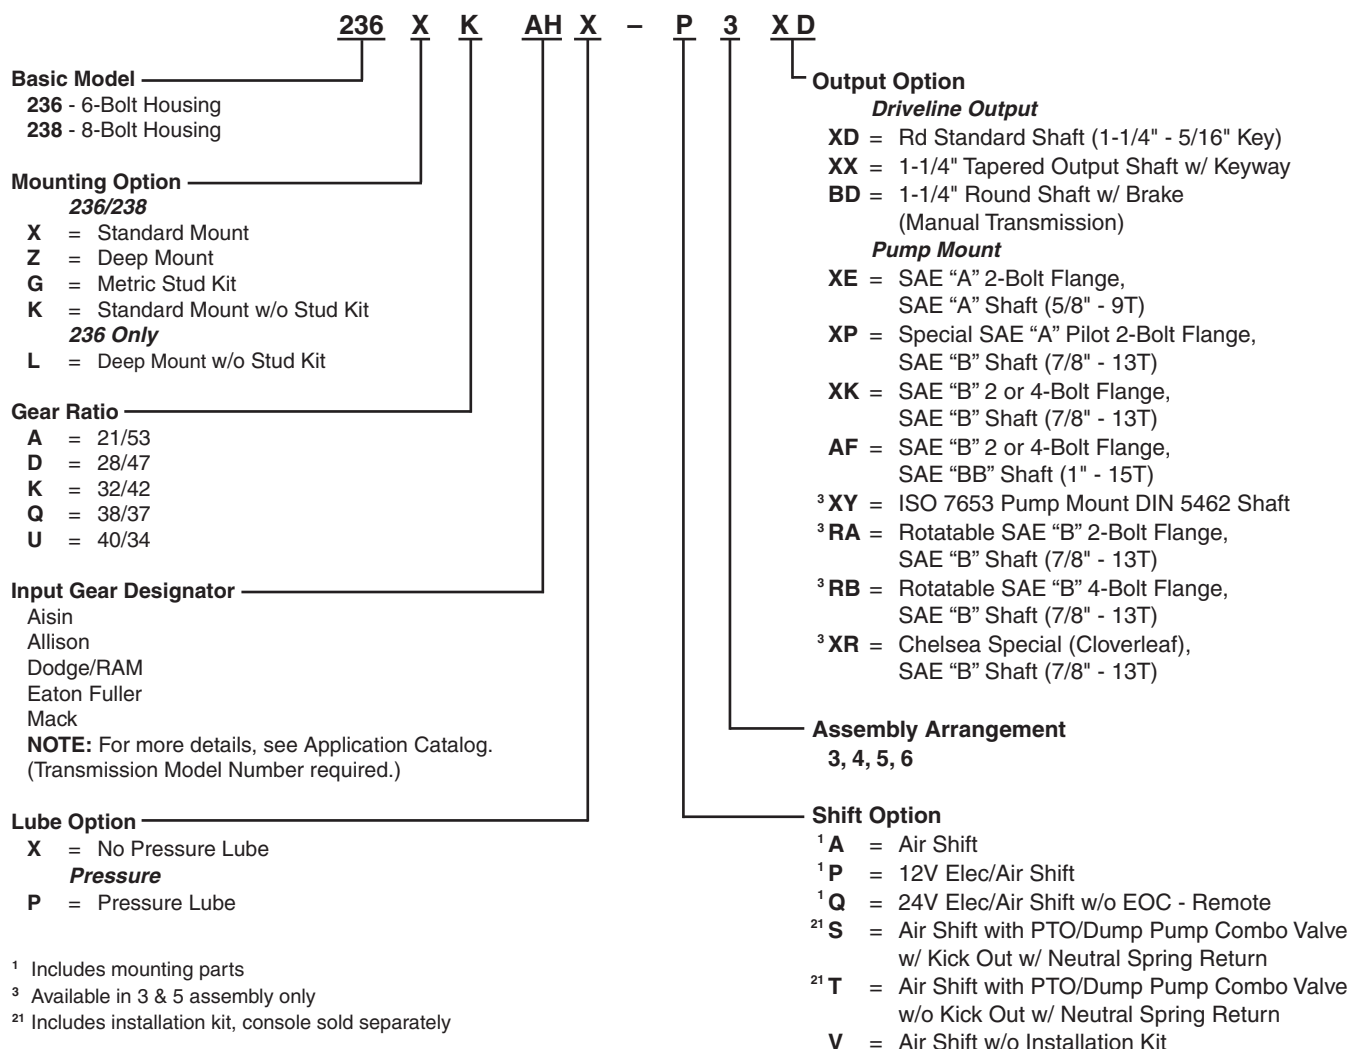 236 X K AH X – P 3 X D
Basic Model
236 - 6-Bolt Housing
238 - 8-Bolt Housing
Mounting Option
236/238
X = Standard Mount
Z = Deep Mount
G = Metric Stud Kit
K = Standard Mount w/o Stud Kit
236 Only
L = Deep Mount w/o Stud Kit
Gear Ratio
A = 21/53
D = 28/47
K = 32/42
Q = 38/37
U = 40/34
Input Gear Designator
Aisin
Allison
Dodge/RAM
Eaton Fuller
Mack
NOTE: For more details, see Application Catalog.
(Transmission Model Number required.)
Lube Option
X = No Pressure Lube
Pressure
P = Pressure Lube
1 Includes mounting parts
3 Available in 3 & 5 assembly only
21 Includes installation kit, console sold separately
Output Option
Driveline Output
XD = Rd Standard Shaft (1-1/4" - 5/16" Key)
XX = 1-1/4" Tapered Output Shaft w/ Keyway
BD = 1-1/4" Round Shaft w/ Brake
(Manual Transmission)
Pump Mount
XE = SAE “A” 2-Bolt Flange,
SAE “A” Shaft (5/8" - 9T)
XP = Special SAE “A” Pilot 2-Bolt Flange,
SAE “B” Shaft (7/8" - 13T)
XK = SAE “B” 2 or 4-Bolt Flange,
SAE “B” Shaft (7/8" - 13T)
AF = SAE “B” 2 or 4-Bolt Flange,
SAE “BB” Shaft (1" - 15T)
3 XY = ISO 7653 Pump Mount DIN 5462 Shaft
3 RA = Rotatable SAE “B” 2-Bolt Flange,
SAE “B” Shaft (7/8" - 13T)
3 RB = Rotatable SAE “B” 4-Bolt Flange,
SAE “B” Shaft (7/8" - 13T)
3 XR = Chelsea Special (Cloverleaf),
SAE “B” Shaft (7/8" - 13T)
Assembly Arrangement
3, 4, 5, 6
Shift Option
1 A = Air Shift
1 P = 12V Elec/Air Shift
1 Q = 24V Elec/Air Shift w/o EOC - Remote
21 S = Air Shift with PTO/Dump Pump Combo Valve
w/ Kick Out w/ Neutral Spring Return
21 T = Air Shift with PTO/Dump Pump Combo Valve
w/o Kick Out w/ Neutral Spring Return
V = Air Shift w/o Installation Kit